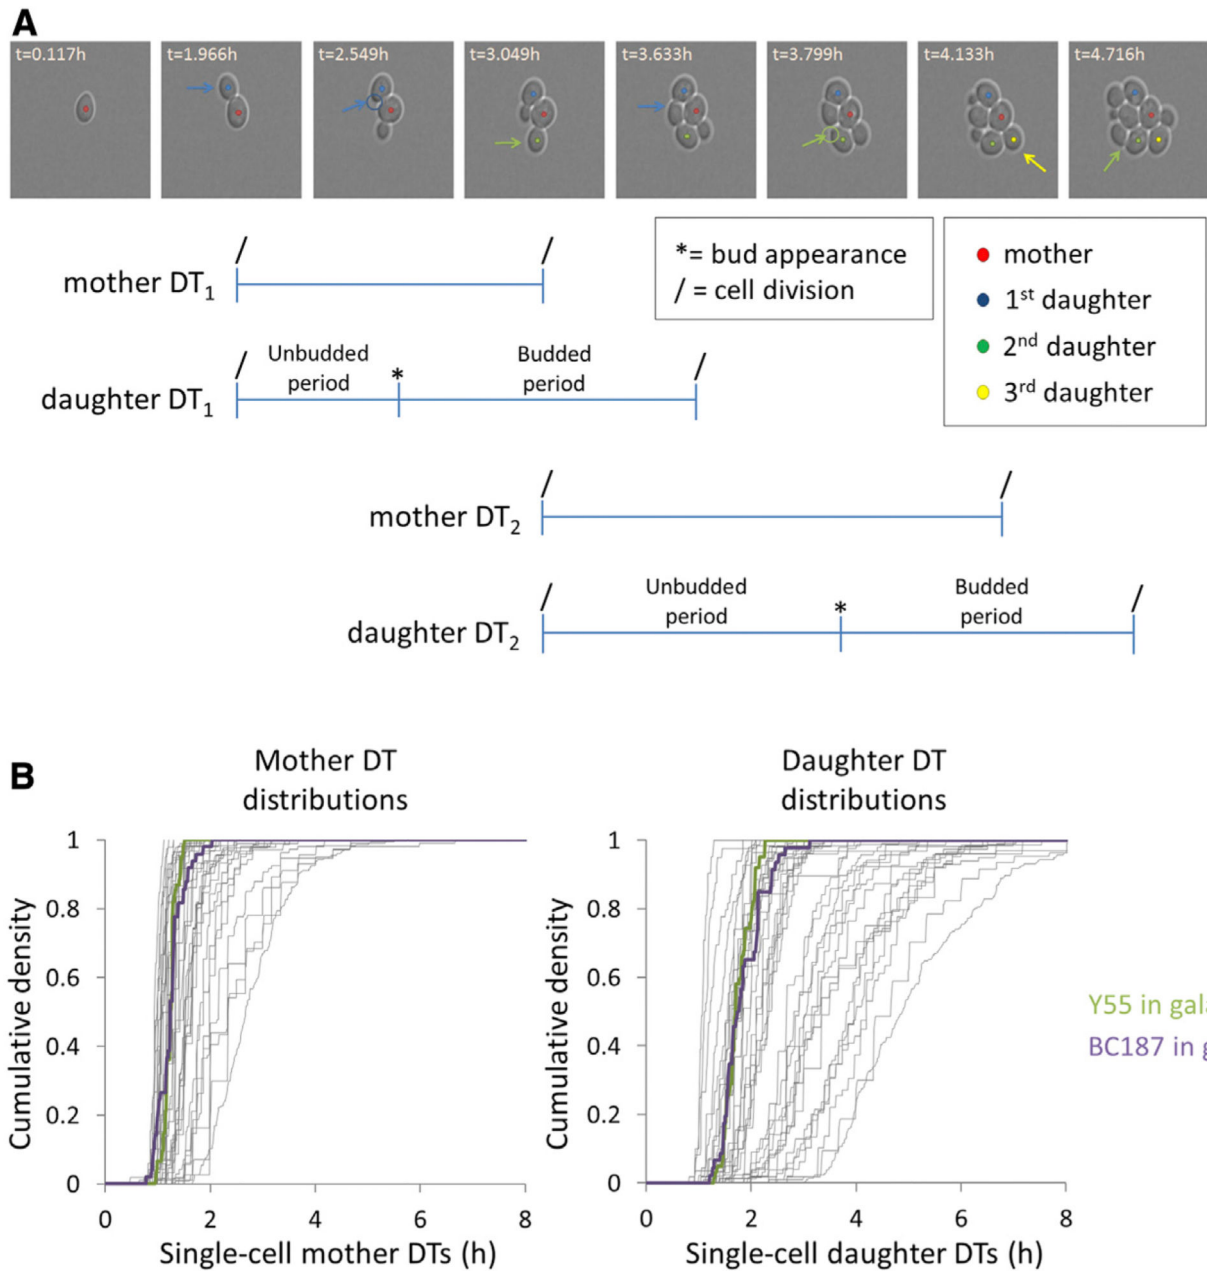 A
t=0.117h t=1.966h t=2.549h t=3.049h t=3.633h t=3.799h t=4.133h t=4.716h
mother DT1
*= bud appearance
/ = cell division
mother
1st daughter
2nd daughter
3rd daughter
daughter DT1
Unbudded period
*
Budded period
mother DT2
daughter DT2
Unbudded period
*
Budded period
B
Mother DT
distributions
Cumulative density
1
0.8
0.6
0.4
0.2
0
0 2 4 6 8
Single-cell mother DTs (h)
Daughter DT
distributions
Cumulative density
1
0.8
0.6
0.4
0.2
0
0 2 4 6 8
Single-cell daughter DTs (h)
Y55 in gala
BC187 in g